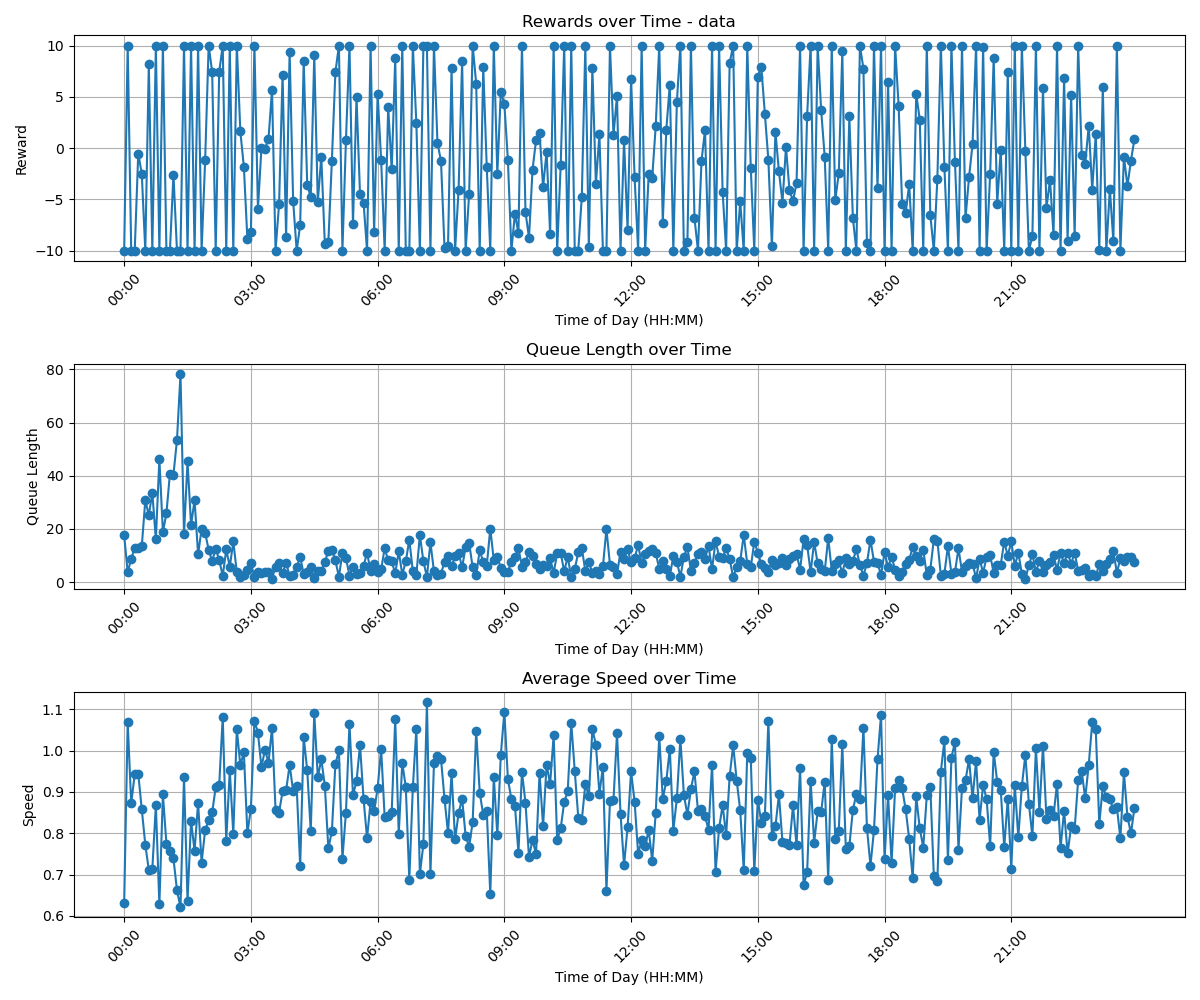 Rewards over Time - data
10
5
0
−5
−10
Reward
00:00 03:00 06:00 09:00 12:00 15:00 18:00 21:00
Time of Day (HH:MM)
Queue Length over Time
80
60
40
20
0
Queue Length
00:00 03:00 06:00 09:00 12:00 15:00 18:00 21:00
Time of Day (HH:MM)
Average Speed over Time
1.1
1.0
0.9
0.8
0.7
0.6
Speed
00:00 03:00 06:00 09:00 12:00 15:00 18:00 21:00
Time of Day (HH:MM)